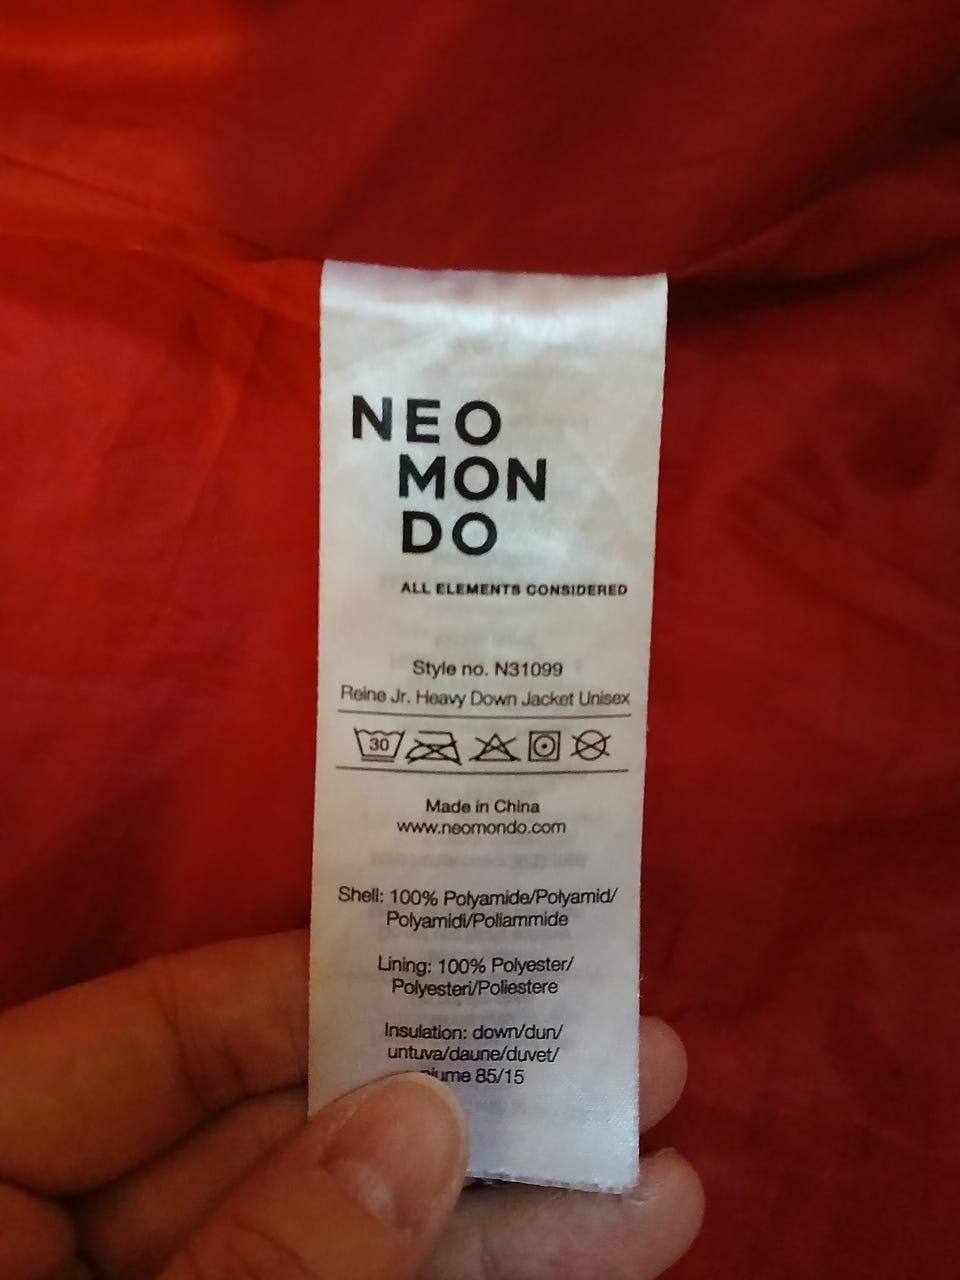 NEO
MON
DO
ALL ELEMENTS CONSIDERED
Style no. N31099
Reine Jr. Heavy Down Jacket Unisex
30
Made in China
www.neomondo.com
Shell: 100% Polyamide/Polyamid/
Polyamidi/Poliammide
Lining: 100% Polyester/
Polyesteri/Poliestere
Insulation: down/dun/
untuva/daune/duvet/
85/15